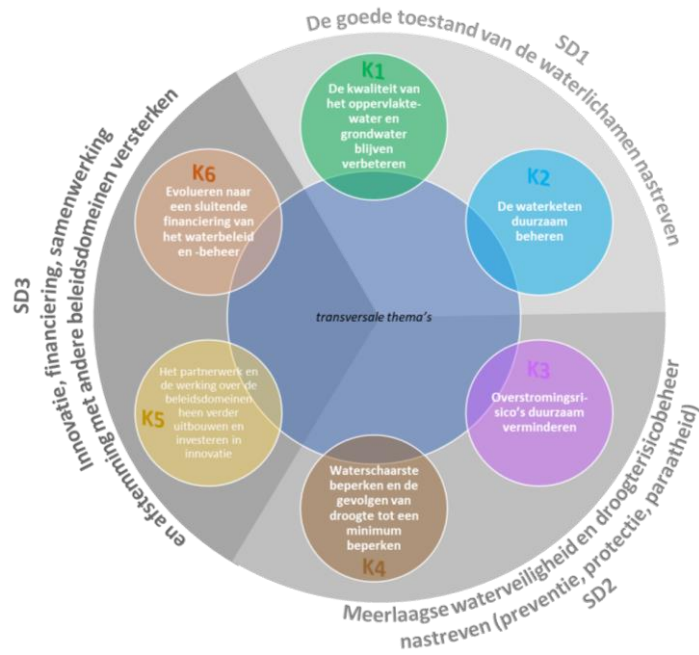 De goede toestand van de waterlichamen nastreven
SD1
K1
De kwaliteit van
het oppervlakte-
water en
grondwater
blijven
verbeteren
K2
De waterketen
duurzaam
beheren
K3
Overstromingsri-
sico's duurzaam
verminderen
Meerlaagse waterveiligheid en droogterisicobeheer
nastreven (preventie, protectie, paraatheid)
SD2
Waterschaarste
beperken en de
gevolgen van
droogte tot een
minimum
beperken
K4
Het partnerwerk en
de werking over de
beleidsdomeinen
heen verder
uitbouwen en
investeren in
innovatie
K5
K6
Evolueren naar
een sluitende
financiering van
het waterbeleid
en -beheer
SD3
Innovatie, financiering, samenwerking
en afstemming met andere beleidsdomeinen versterken
transversale thema's